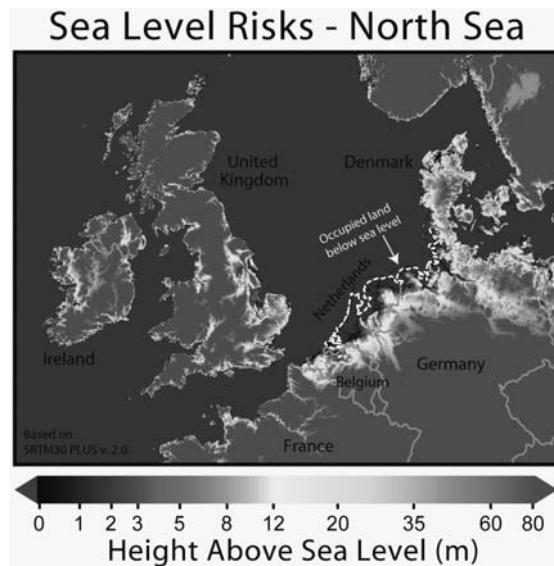 Sea Level Risks - North Sea
United
Kingdom
Denmark
Occupied land
below sea level
Netherlands
Ireland
Germany
Belgium
France
Based on
SRTM30 PLUS v. 2.0
0 1 2 3 5 8 12 20 35 60 80
Height Above Sea Level (m)